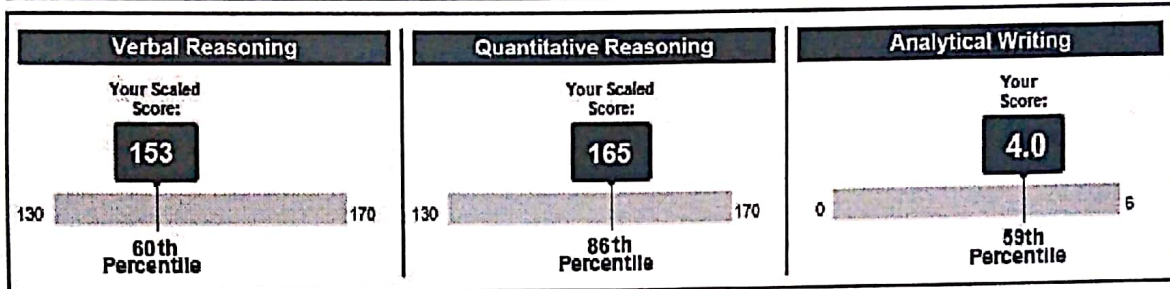 Verbal Reasoning
Your Scaled
Score:
153
130
170
60th
Percentile
Quantitative Reasoning
Your Scaled
Score:
165
130
170
86th
Percentile
Analytical Writing
Your
Score:
4.0
0
6
59th
Percentile